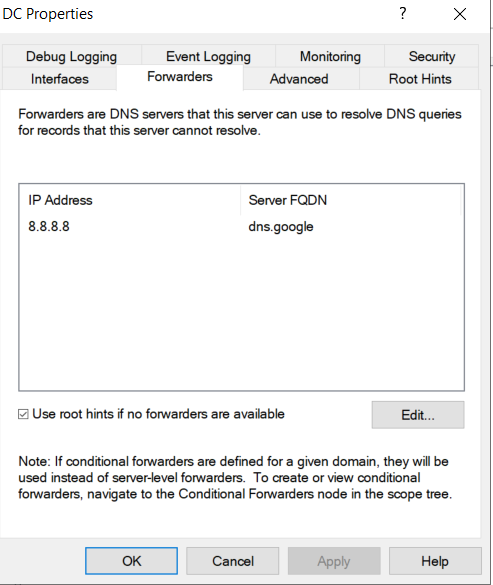 DC Properties
?
Debug Logging Event Logging Monitoring Security
Interfaces Forwarders Advanced Root Hints
Forwarders are DNS servers that this server can use to resolve DNS queries
for records that this server cannot resolve.
IP Address Server FQDN
8.8.8.8 dns.google
Use root hints if no forwarders are available Edit...
Note: If conditional forwarders are defined for a given domain, they will be
used instead of server-level forwarders. To create or view conditional
forwarders, navigate to the Conditional Forwarders node in the scope tree.
OK Cancel Apply Help